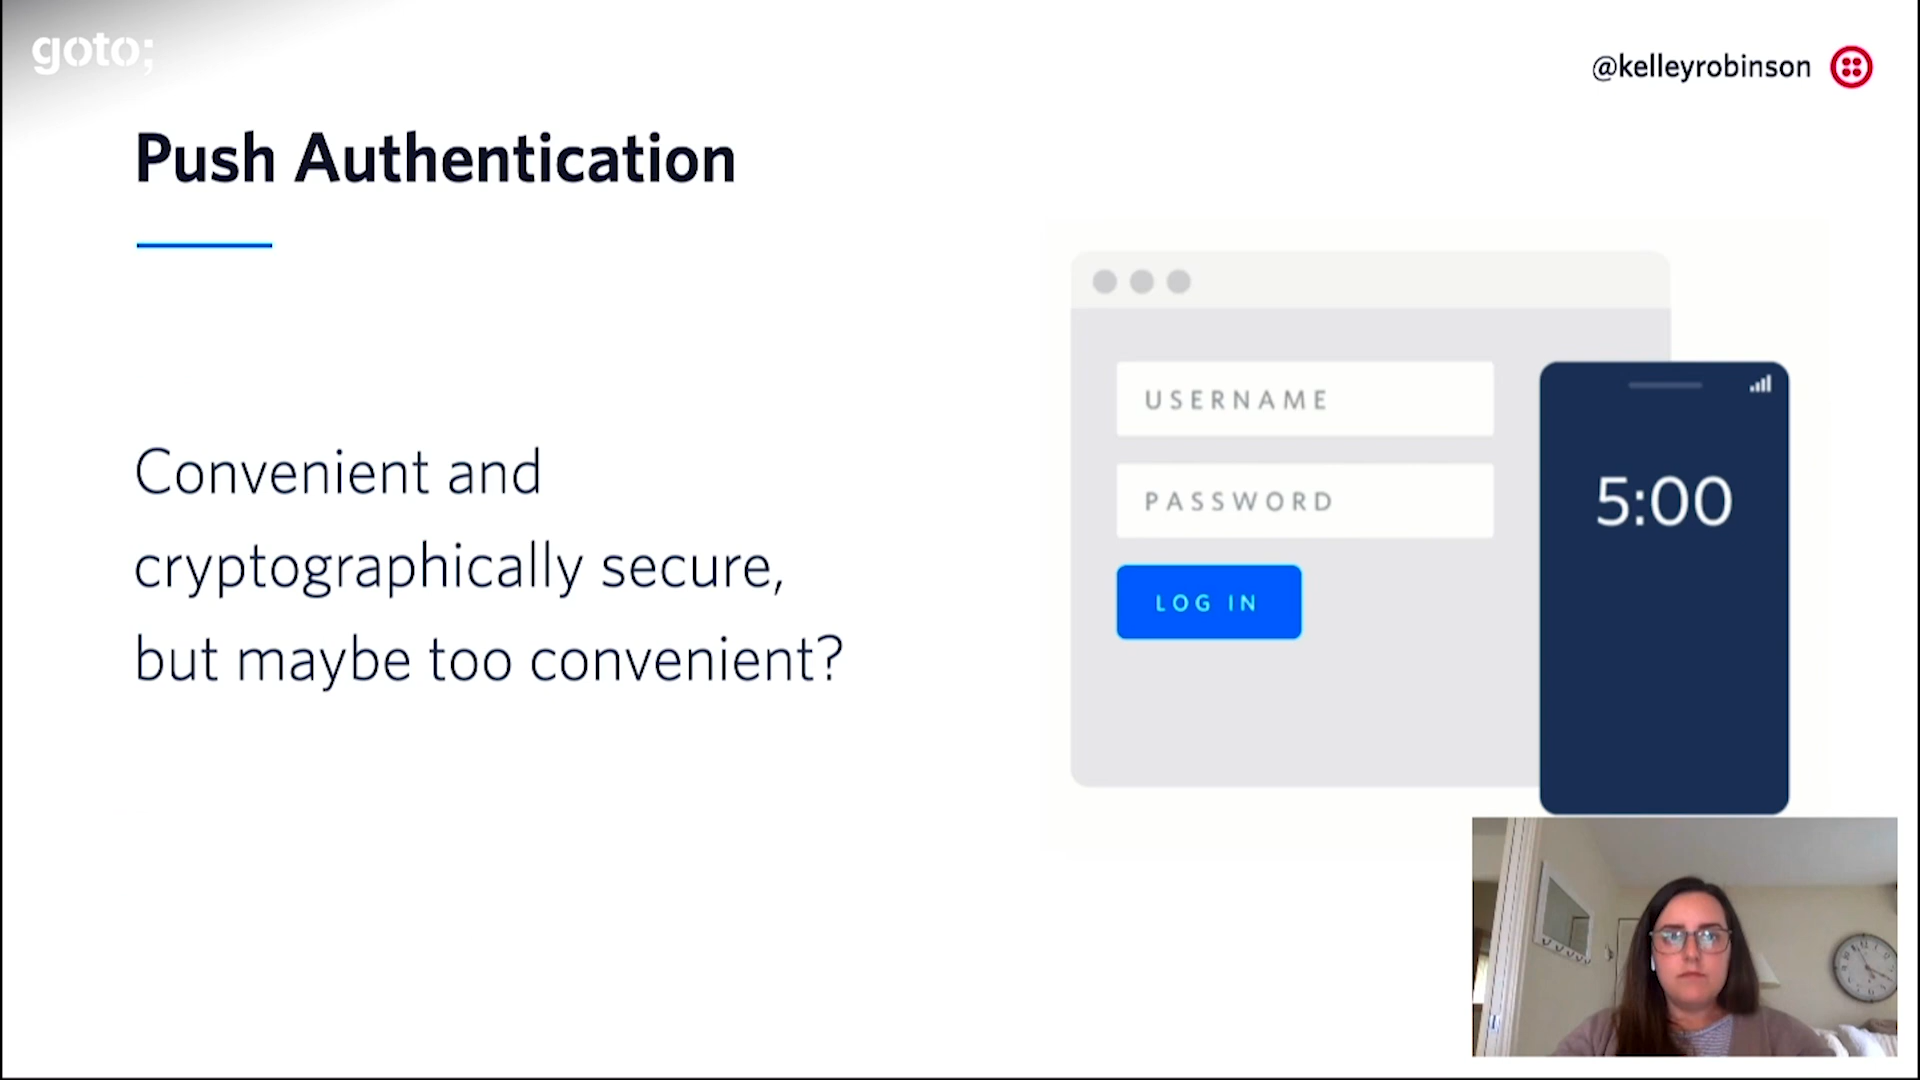 goto;
@kelleyrobinson
Push Authentication
Convenient and
cryptographically secure,
but maybe too convenient?
USERNAME
PASSWORD
LOG IN
5:00